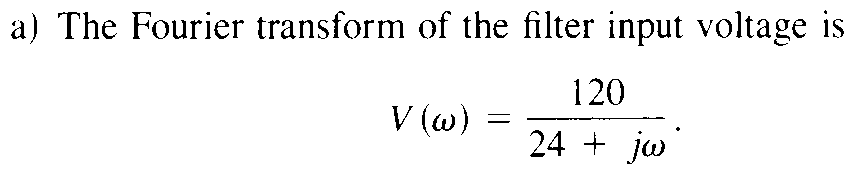 a) The Fourier transform of the filter input voltage is
V (ω) = 120 / 24 + jω .